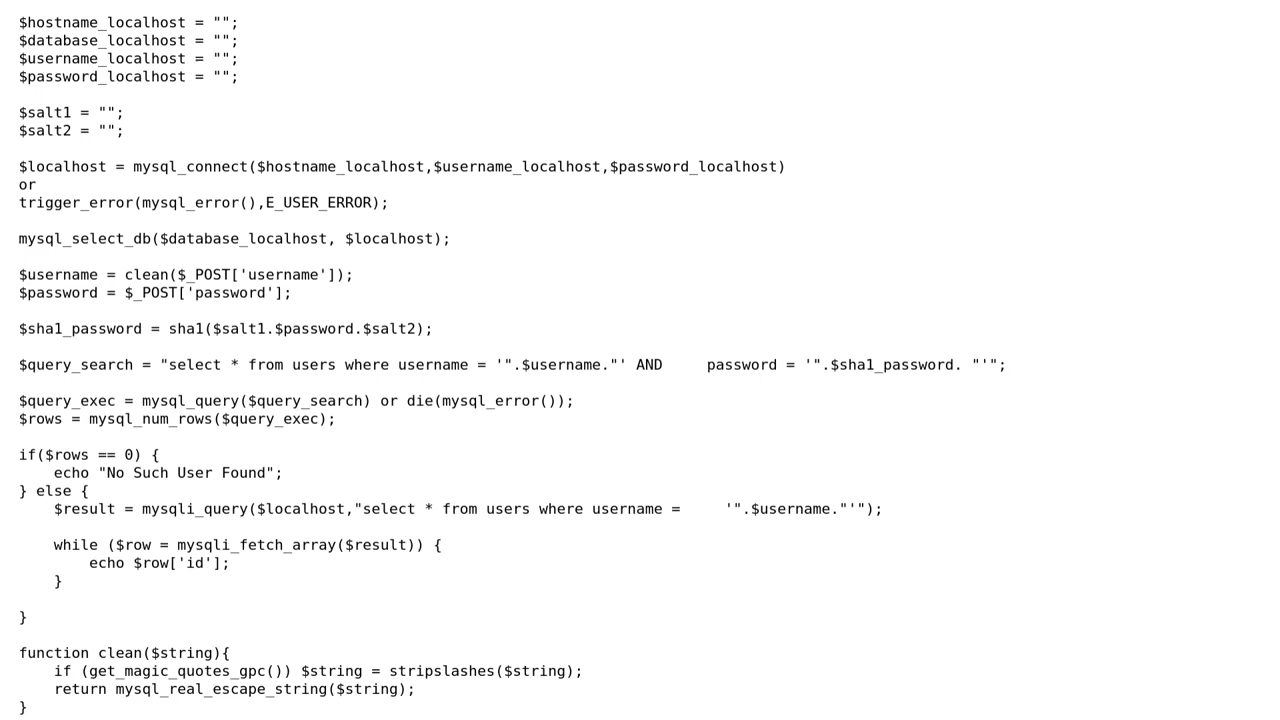 $hostname_localhost = "";
$database_localhost = "";
$username_localhost = "";
$password_localhost = "";

$salt1 = "";
$salt2 = "";

$localhost = mysql_connect($hostname_localhost,$username_localhost,$password_localhost)
or
trigger_error(mysql_error(),E_USER_ERROR);

mysql_select_db($database_localhost, $localhost);

$username = clean($_POST['username']);
$password = $_POST['password'];

$sha1_password = sha1($salt1.$password.$salt2);

$query_search = "select * from users where username = '".$username."' AND     password = '".$sha1_password. "'";

$query_exec = mysql_query($query_search) or die(mysql_error());
$rows = mysql_num_rows($query_exec);

if($rows == 0) {
    echo "No Such User Found";
} else {
    $result = mysqli_query($localhost,"select * from users where username =     '".$username."'");

    while ($row = mysqli_fetch_array($result)) {
        echo $row['id'];
    }

}

function clean($string){
    if (get_magic_quotes_gpc()) $string = stripslashes($string);
    return mysql_real_escape_string($string);
}